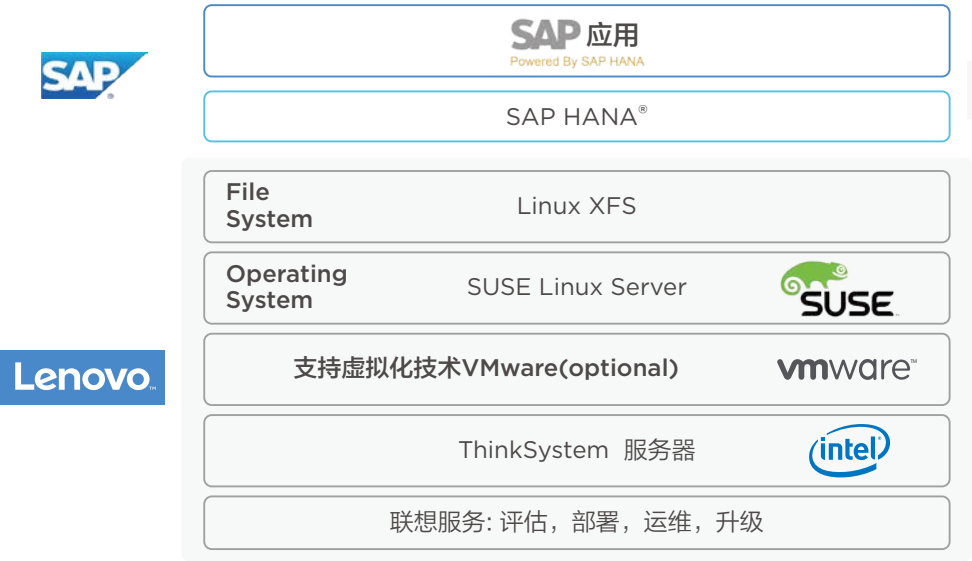 SAP 应用
Powered By SAP HANA
SAP
®
SAP HANA®
File
System
Linux XFS
Operating
System
SUSE Linux Server
SUSE
Lenovo™
支持虚拟化技术VMware(optional)
vmware™
ThinkSystem 服务器
intel®
联想服务: 评估，部署，运维，升级